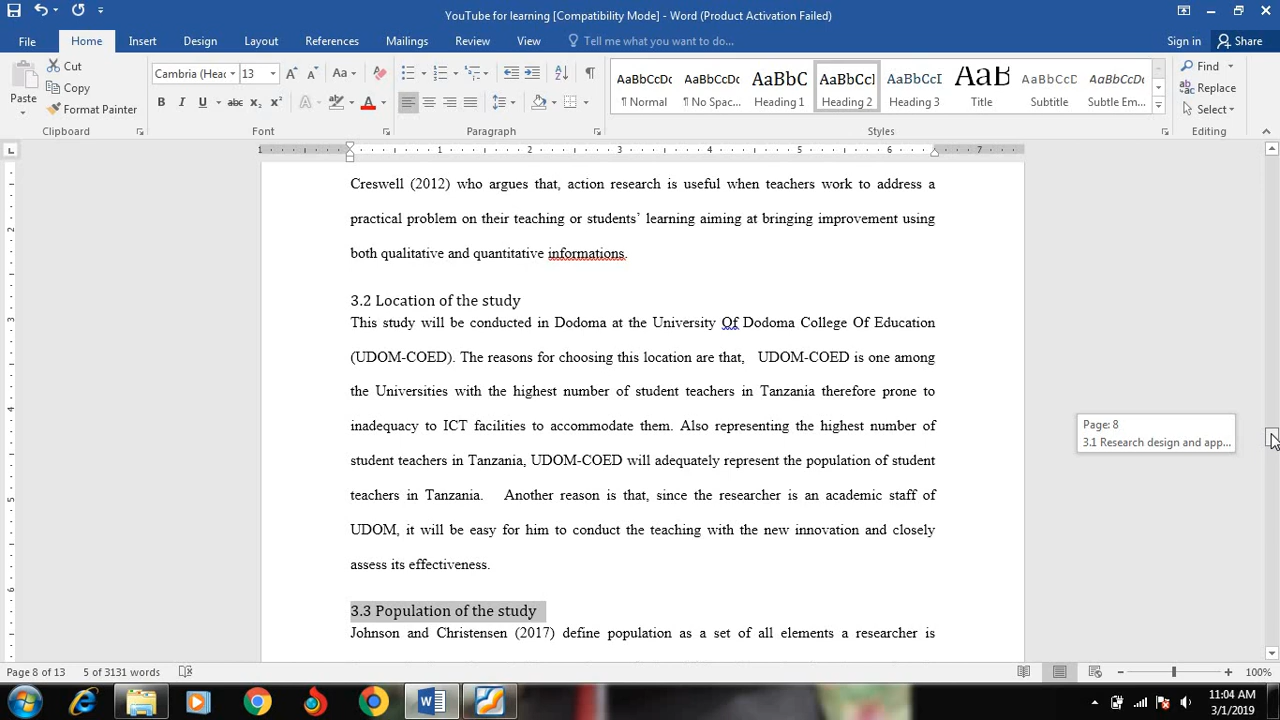 YouTube for learning [Compatibility Mode] - Word (Product Activation Failed)
File Home Insert Design Layout References Mailings Review View Tell me what you want to do... Sign in Share
Paste Cut Copy Format Painter
Cambria (Head 13
AaBbCcDc AaBbCcDc AaBbC AaBbCcI AaBbCcI AaB AaBbCcD AaBbCcDc
¶ Normal ¶ No Spac... Heading 1 Heading 2 Heading 3 Title Subtitle Subtle Em...
Find Replace Select
Clipboard Font Paragraph Styles Editing
1 1 2 3 4 5 6 7
Creswell (2012) who argues that, action research is useful when teachers work to address a
practical problem on their teaching or students’ learning aiming at bringing improvement using
both qualitative and quantitative informations.
3.2 Location of the study
This study will be conducted in Dodoma at the University Of Dodoma College Of Education
(UDOM-COED). The reasons for choosing this location are that, UDOM-COED is one among
the Universities with the highest number of student teachers in Tanzania therefore prone to
inadequacy to ICT facilities to accommodate them. Also representing the highest number of
student teachers in Tanzania, UDOM-COED will adequately represent the population of student
teachers in Tanzania. Another reason is that, since the researcher is an academic staff of
UDOM, it will be easy for him to conduct the teaching with the new innovation and closely
assess its effectiveness.
3.3 Population of the study
Johnson and Christensen (2017) define population as a set of all elements a researcher is
Page: 8
3.1 Research design and app...
Page 8 of 13 5 of 3131 words 100%
11:04 AM
3/1/2019